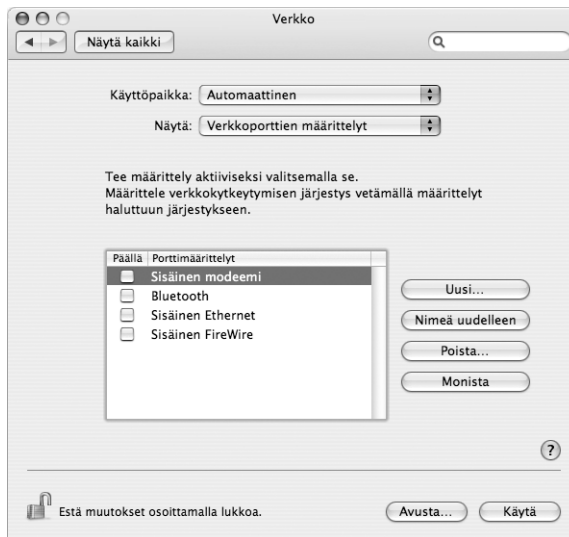 Verkko
Näytä kaikki
Käyttöpaikka: Automaattinen
Näytä: Verkkoporttien määrittelyt
Tee määrittely aktiiviseksi valitsemalla se.
Määrittele verkkokytkeytymisen järjestys vetämällä määrittelyt
haluttuun järjestykseen.
Päällä Porttimäärittelyt
Sisäinen modeemi
Bluetooth
Sisäinen Ethernet
Sisäinen FireWire
Uusi...
Nimeä uudelleen
Poista...
Monista
?
Estä muutokset osoittamalla lukkoa.
Avusta...
Käytä